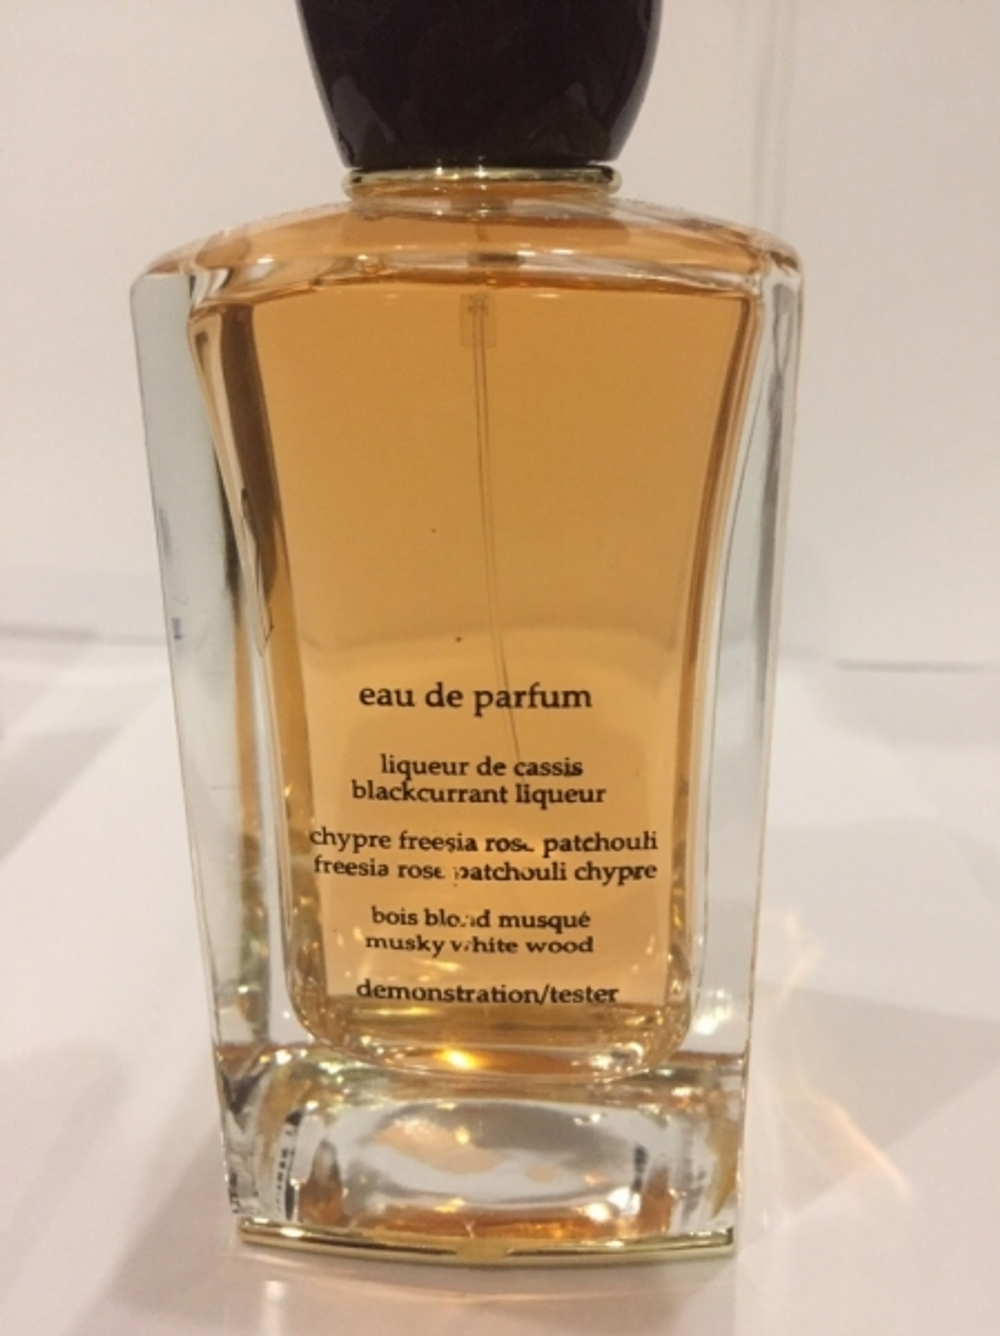 eau de parfum
liqueur de cassis
blackcurrant liqueur
chypre freesia rose patchouli
freesia rose patchouli chypre
bois blond musqué
musky white wood
demonstration/tester